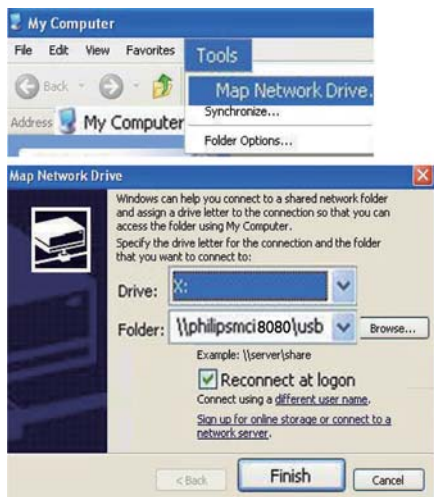 My Computer
File Edit View Favorites Tools
Map Network Drive.
Back
Synchronize...
Address My Computer
Folder Options...
Map Network Drive
Windows can help you connect to a shared network folder
and assign a drive letter to the connection so that you can
access the folder using My Computer.
Specify the drive letter for the connection and the folder
that you want to connect to:
Drive: X:
Folder: \\philipsmci8080\usb Browse...
Example: \\server\share
Reconnect at logon
Connect using a different user name.
Sign up for online storage or connect to a
network server.
< Back Finish Cancel